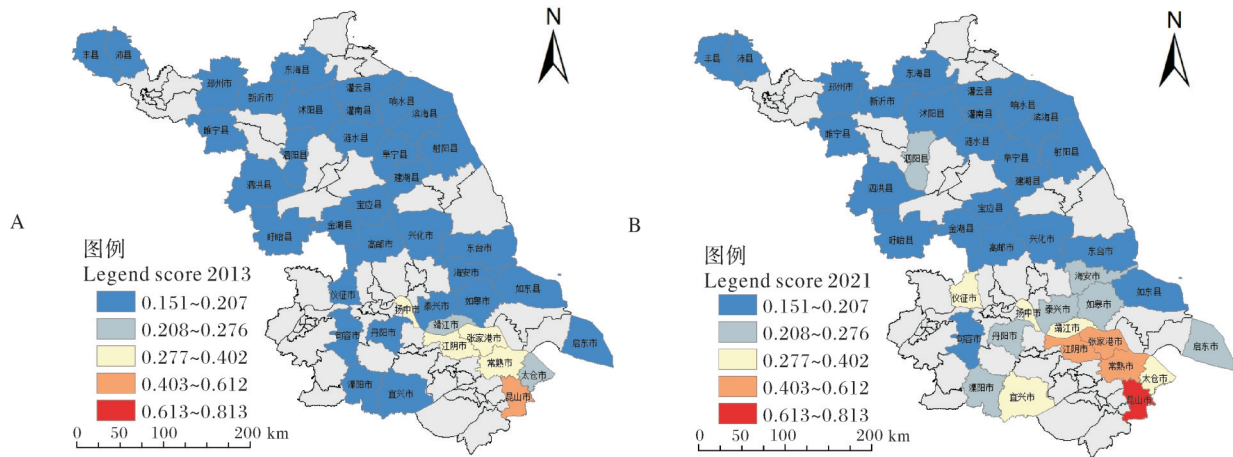 N
丰县
沛县
邳州市
新沂市
东海县
灌云县
沭阳县
灌南县
响水县
滨海县
睢宁县
涟水县
泗阳县
阜宁县
射阳县
泗洪县
建湖县
宝应县
金湖县
盱眙县
高邮市
兴化市
东台市
海安市
仪征市
扬中市
泰兴市
如皋市
如东县
句容市
丹阳市
靖江市
江阴市
张家港市
启东市
常熟市
太仓市
溧阳市
宜兴市
昆山市
A
图例
Legend score 2013
0.151~0.207
0.208~0.276
0.277~0.402
0.403~0.612
0.613~0.813
0 50 100 200 km
N
丰县
沛县
邳州市
新沂市
东海县
灌云县
沭阳县
灌南县
响水县
滨海县
睢宁县
涟水县
泗阳县
阜宁县
射阳县
泗洪县
建湖县
宝应县
金湖县
盱眙县
高邮市
兴化市
东台市
海安市
仪征市
扬中市
泰兴市
如皋市
如东县
句容市
丹阳市
靖江市
江阴市
张家港市
启东市
常熟市
太仓市
溧阳市
宜兴市
昆山市
B
图例
Legend score 2021
0.151~0.207
0.208~0.276
0.277~0.402
0.403~0.612
0.613~0.813
0 50 100 200 km